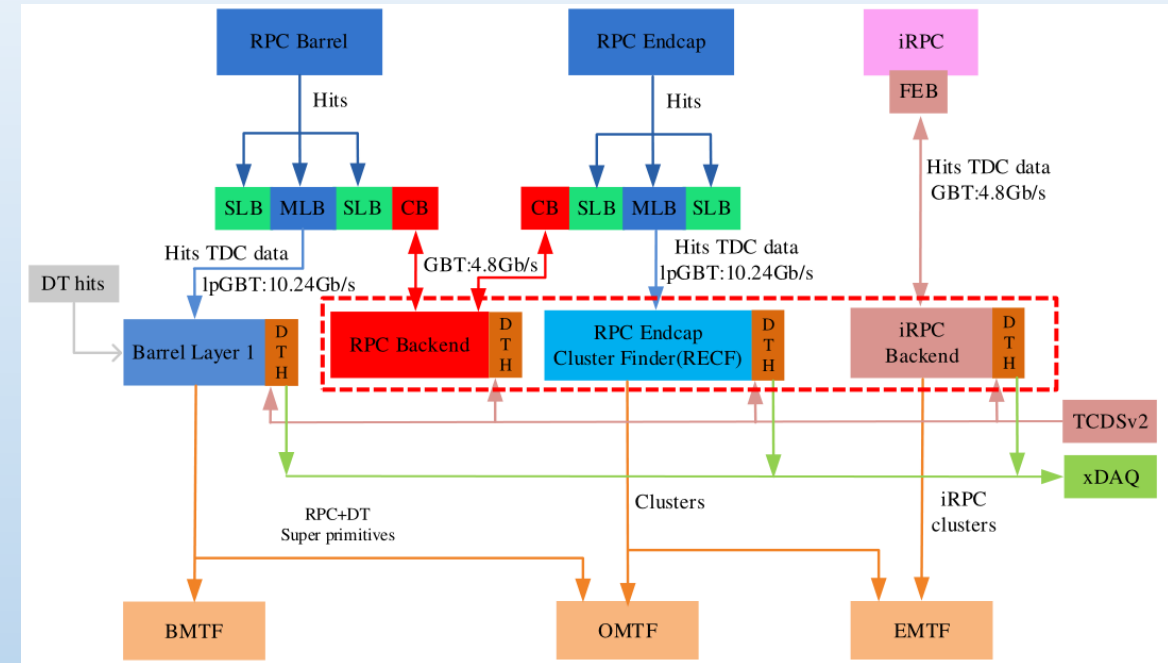 RPC Barrel
RPC Endcap
iRPC
FEB
Hits
Hits
Hits TDC data
GBT:4.8Gb/s
SLB
MLB
SLB
CB
CB
SLB
MLB
SLB
Hits TDC data
lpGBT:10.24Gb/s
GBT:4.8Gb/s
Hits TDC data
lpGBT:10.24Gb/s
DT hits
Barrel Layer 1
D
T
H
RPC Backend
D
T
H
RPC Endcap
Cluster Finder(RECF)
D
T
H
iRPC
Backend
D
T
H
TCDSv2
xDAQ
RPC+DT
Super primitives
Clusters
iRPC
clusters
BMTF
OMTF
EMTF